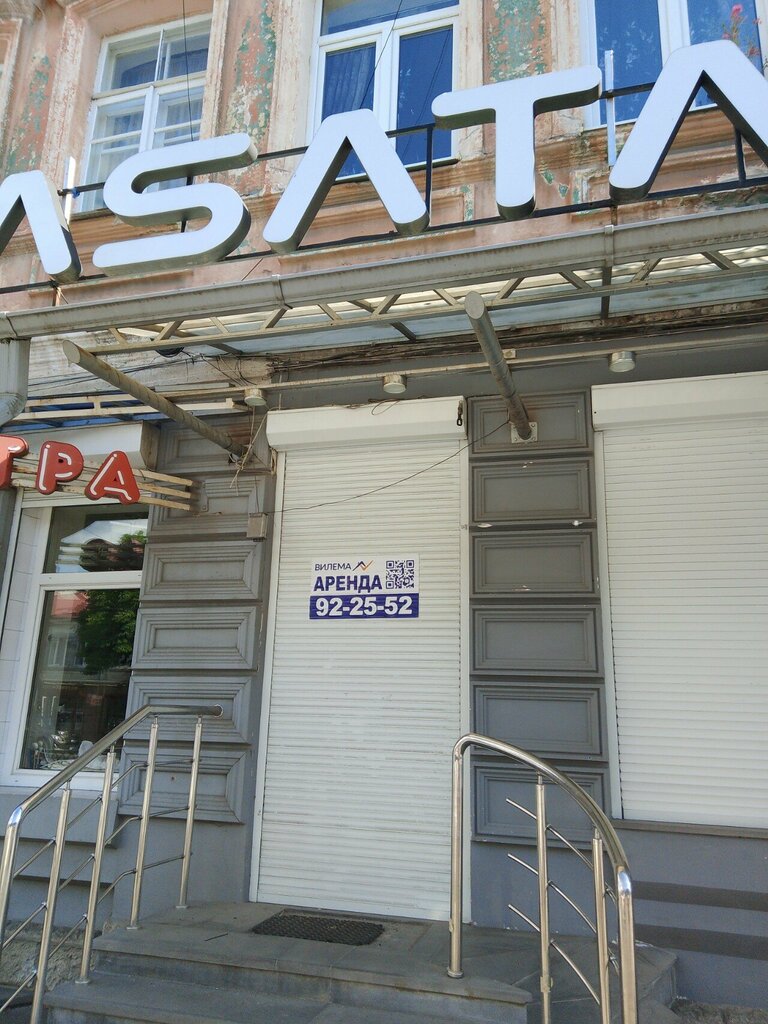 ASATA
ТРА
ВИЛЕМА
АРЕНДА
92-25-52